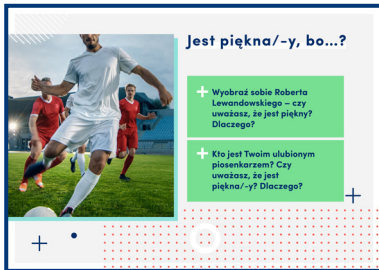 Jest piękna/-y, bo...?
Wyobraź sobie Roberta
Lewandowskiego – czy
uważasz, że jest piękny?
Dlaczego?
Kto jest Twoim ulubionym
piosenkarzem? Czy
uważasz, że jest
piękna/-y? Dlaczego?